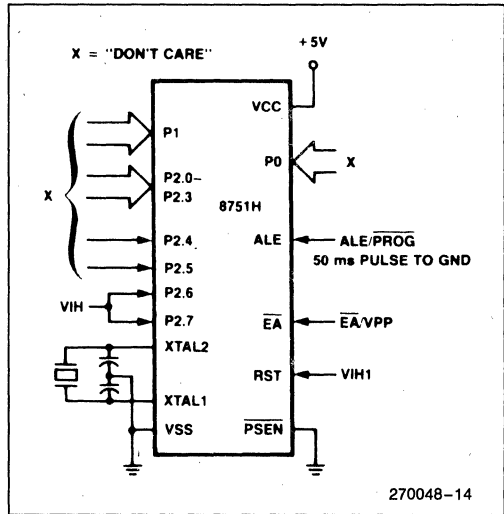 X = "DON'T CARE"
+5V
VCC
P1
P0
X
P2.0–
P2.3
X
8751H
P2.4
ALE
ALE/PROG
50 ms PULSE TO GND
P2.5
P2.6
VIH
P2.7
EA
EA/VPP
XTAL2
RST
VIH1
XTAL1
VSS
PSEN
270048–14